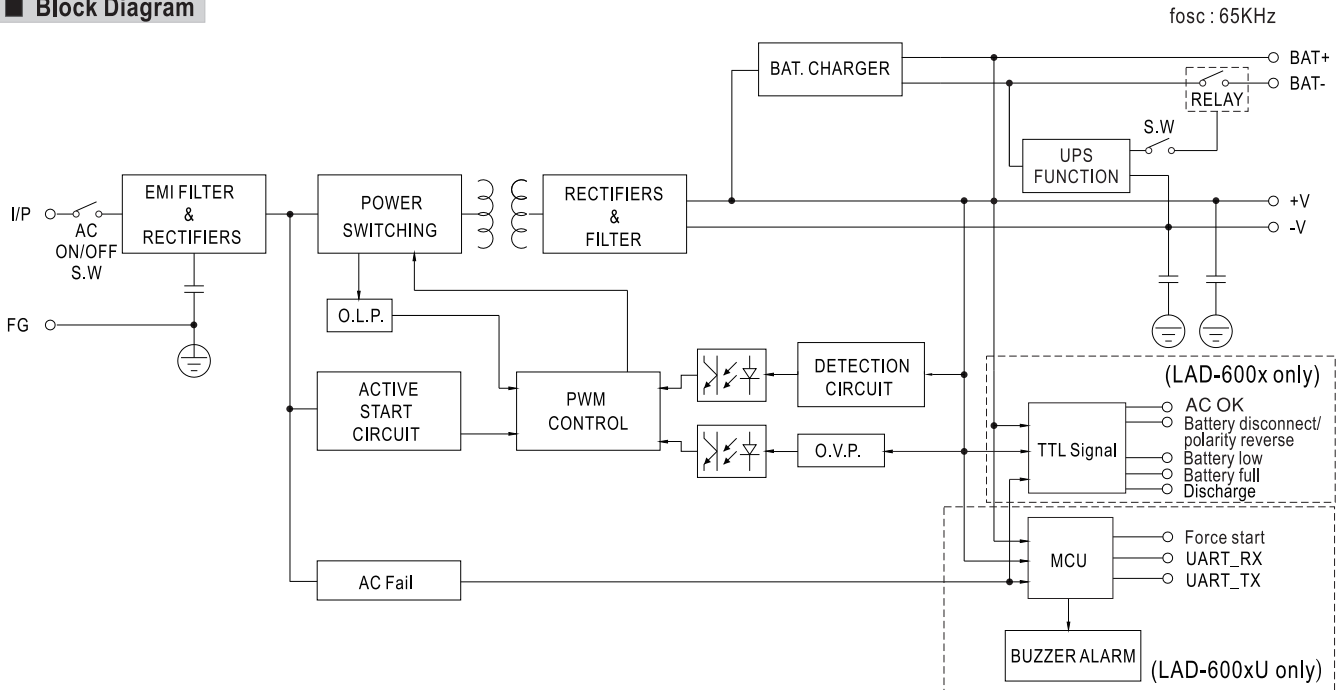 Block Diagram
fosc : 65KHz
BAT. CHARGER
BAT+
BAT-
RELAY
S.W
UPS
FUNCTION
I/P
AC
ON/OFF
S.W
EMI FILTER
&
RECTIFIERS
POWER
SWITCHING
RECTIFIERS
&
FILTER
+V
-V
FG
O.L.P.
ACTIVE
START
CIRCUIT
PWM
CONTROL
DETECTION
CIRCUIT
O.V.P.
(LAD-600x only)
TTL Signal
AC OK
Battery disconnect/
polarity reverse
Battery low
Battery full
Discharge
AC Fail
MCU
Force start
UART_RX
UART_TX
BUZZER ALARM
(LAD-600xU only)